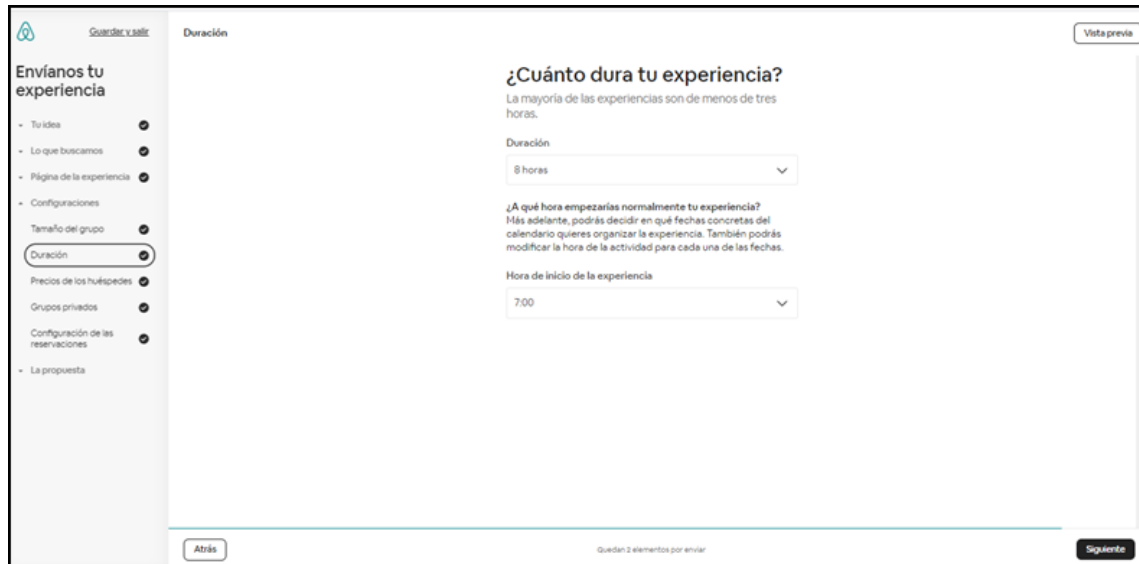 Guardar y salir
Duración
Vista previa
Envíanos tu
experiencia
Tu idea
Lo que buscamos
Página de la experiencia
Configuraciones
Tamaño del grupo
Duración
Precios de los huéspedes
Grupos privados
Configuración de las
reservaciones
La propuesta
¿Cuánto dura tu experiencia?
La mayoría de las experiencias son de menos de tres
horas.
Duración
8 horas
¿A qué hora empezarías normalmente tu experiencia?
Más adelante, podrás decidir en qué fechas concretas del
calendario quieres organizar la experiencia. También podrás
modificar la hora de la actividad para cada una de las fechas.
Hora de inicio de la experiencia
7:00
Atrás
Quedan 2 elementos por enviar
Siguiente